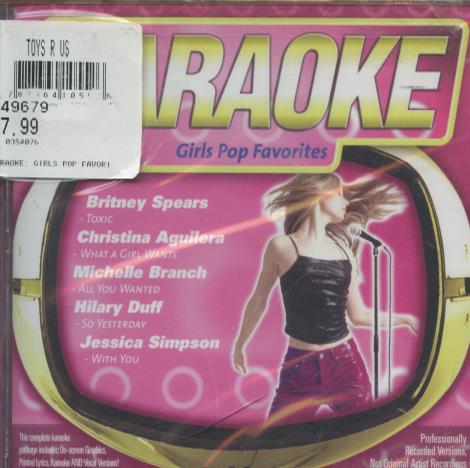 TOYS R US
49679
7.99
035#076
RAOKE: GIRLS POP FAVORI
ARAOKE
Girls Pop Favorites
Britney Spears
- TOXIC
Christina Aguilera
- WHAT A GIRL WANTS
Michelle Branch
- ALL YOU WANTED
Hilary Duff
- SO YESTERDAY
Jessica Simpson
- WITH YOU
This complete karaoke
package includes: On-screen Graphics,
Printed Lyrics, Karaoke AND Vocal Versions!
Professionally
Recorded Versions,
Not Original Artist Recordings